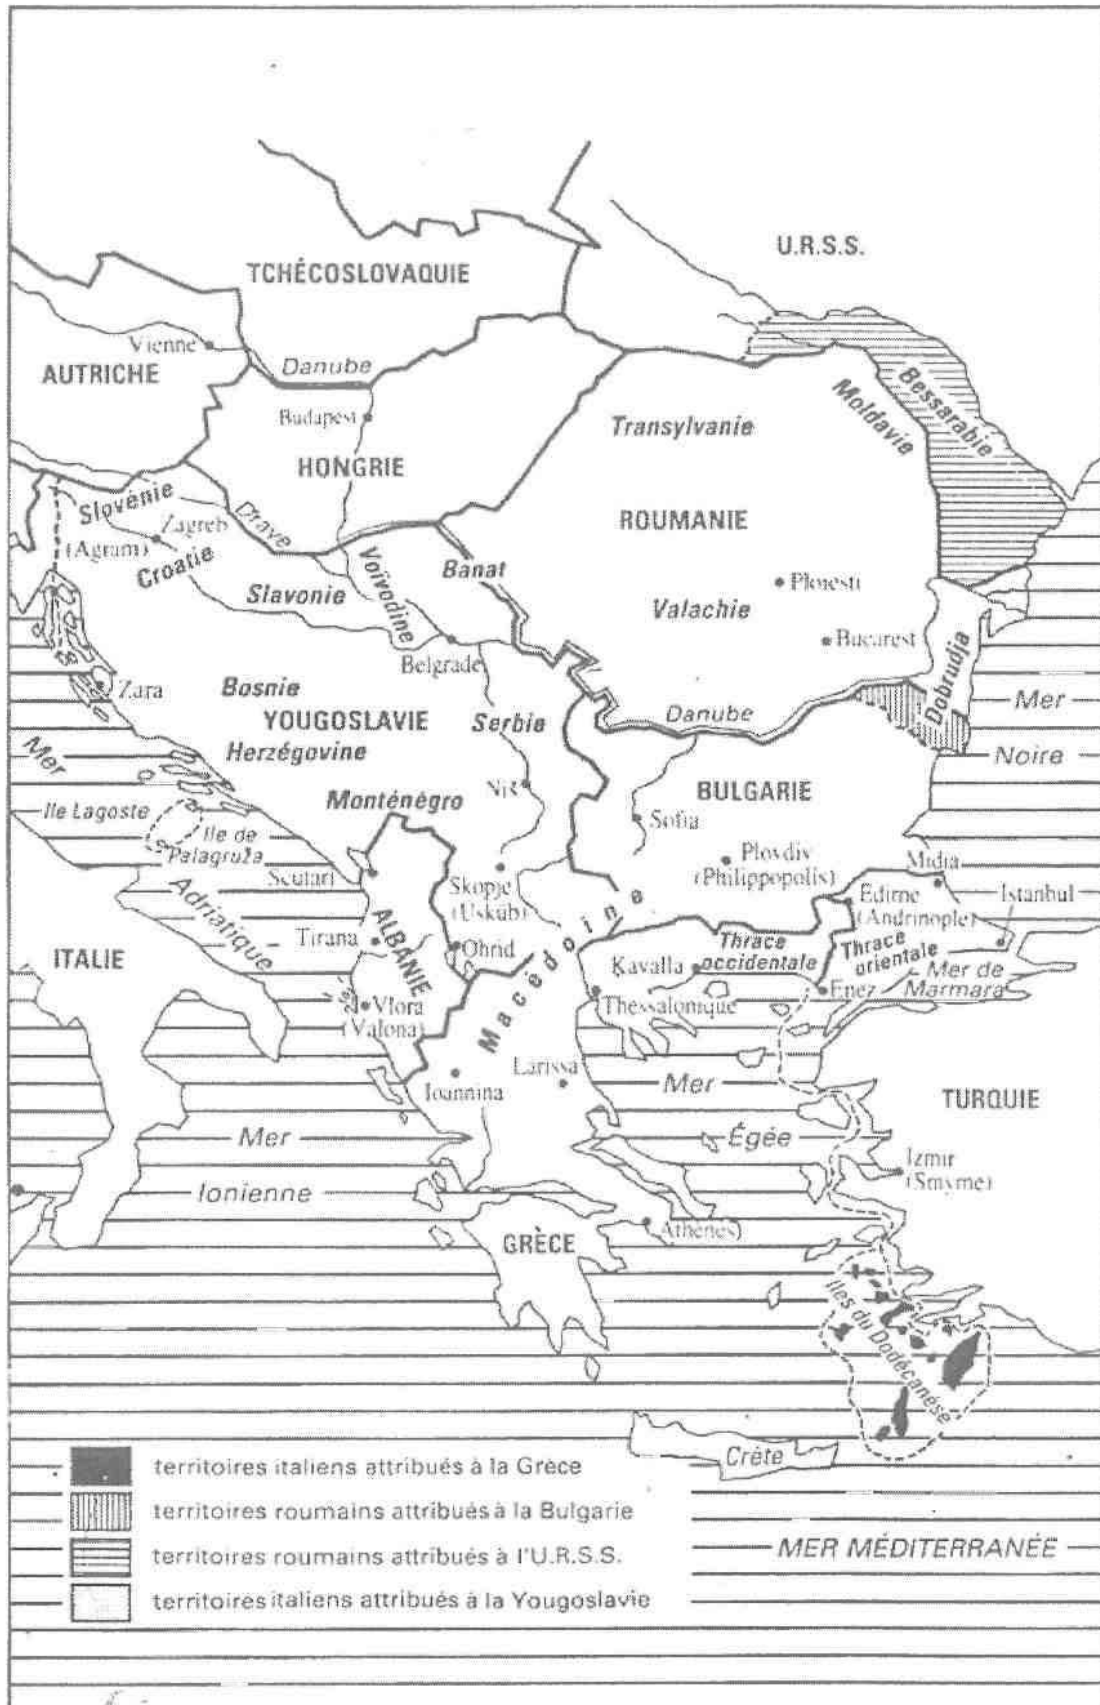 U.R.S.S.
TCHÉCOSLOVAQUIE
Vienne
AUTRICHE
Danube
Budapest
HONGRIE
Transylvanie
Moldavie
Bessarabie
Slovénie
Zagreb
(Agram)
Croatie
Drave
ROUMANIE
Banat
Voïvodine
Slavonie
Ploiesti
Valachie
Bucarest
Belgrade
Dobrudja
Zara
Bosnie
YOUGOSLAVIE
Herzégovine
Serbie
Danube
Mer
Noire
Mer
Adriatique
Niš
BULGARIE
Monténégro
Ile Lagoste
Ile de
Palagruža
Sofia
Scutari
Skopje
(Usküb)
Plovdiv
(Philippopolis)
Midia
Edirne
(Andrinople)
Istanbul
ALBANIE
Tirana
Ohrid
Macédoine
ITALIE
Kavalla
Thrace
occidentale
Thrace
orientale
Mer de
Marmara
Enez
Vlora
(Valona)
Thessalonique
Ioannina
Larissa
Mer
Égée
TURQUIE
Mer
Ionienne
Izmir
(Smyrne)
Athènes
GRÈCE
Iles du Dodécanèse
Crète
territoires italiens attribués à la Grèce
territoires roumains attribués à la Bulgarie
territoires roumains attribués à l'U.R.S.S.
territoires italiens attribués à la Yougoslavie
MER MÉDITERRANÉE